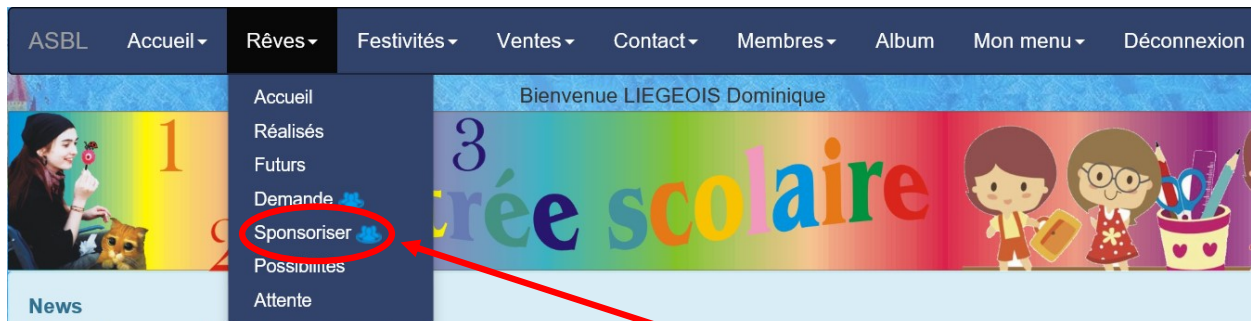 ASBL Accueil Rêves Festivités Ventes Contact Membres Album Mon menu Déconnexion
Bienvenue LIEGEOIS Dominique
Accueil
Réalisés
Futurs
Demande
Sponsoriser
Possibilités
Attente
1
2
3
rée scolaire
News